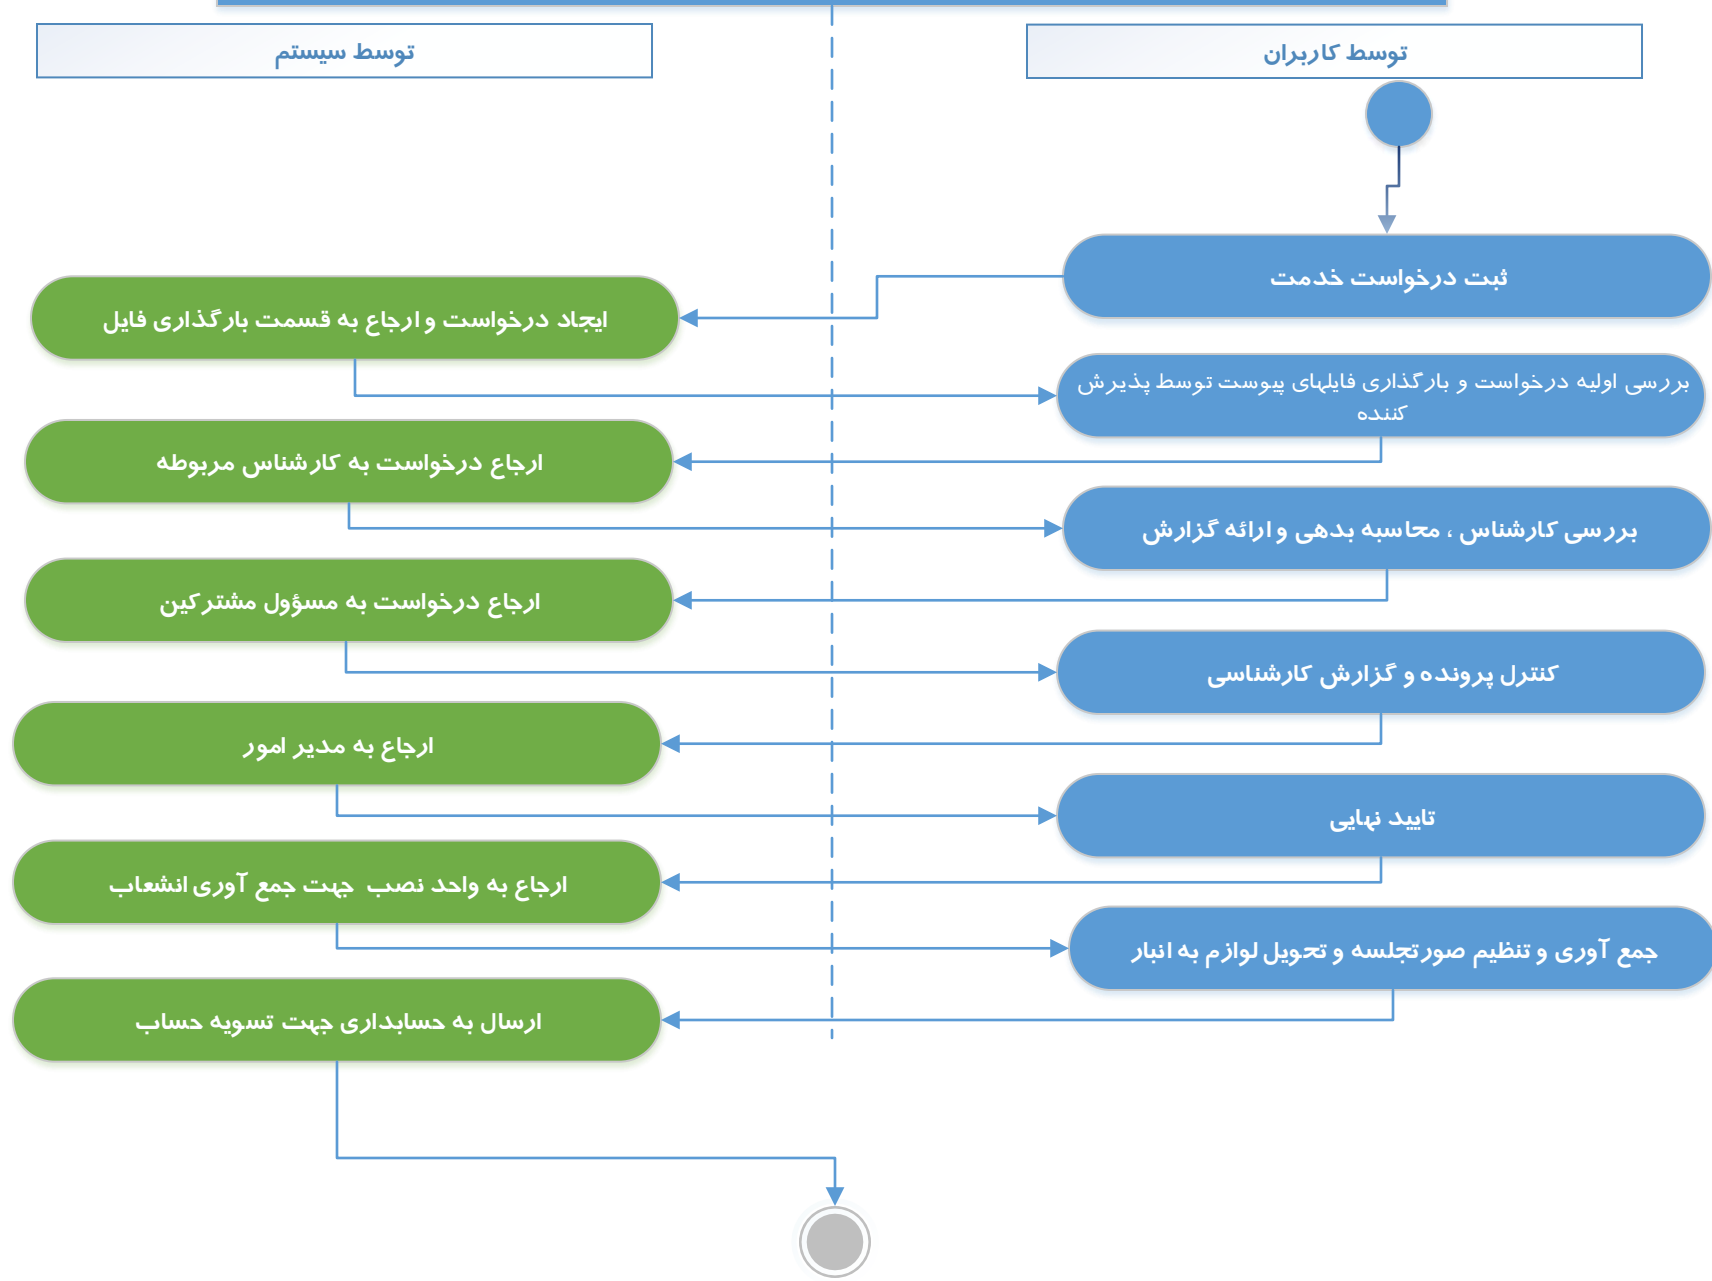 توسط کاربران
توسط سیستم
ثبت درخواست خدمت
ایجاد درخواست و ارجاع به قسمت بارگذاری فایل
بررسی اولیه درخواست و بارگذاری فایلهای پیوست توسط پذیرش
کننده
ارجاع درخواست به کارشناس مربوطه
بررسی کارشناس ، محاسبه بدهی و ارائه گزارش
ارجاع درخواست به مسؤول مشترکین
کنترل پرونده و گزارش کارشناسی
ارجاع به مدیر امور
تایید نهایی
ارجاع به واحد نصب جهت جمع آوری انشعاب
جمع آوری و تنظیم صورتجلسه و تحویل لوازم به انبار
ارسال به حسابداری جهت تسویه حساب